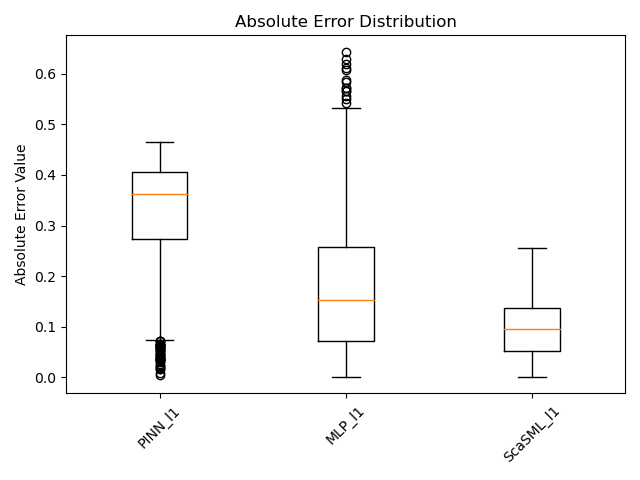 Absolute Error Distribution
Absolute Error Value
0.6
0.5
0.4
0.3
0.2
0.1
0.0
PINN_l1
MLP_l1
ScaSML_l1